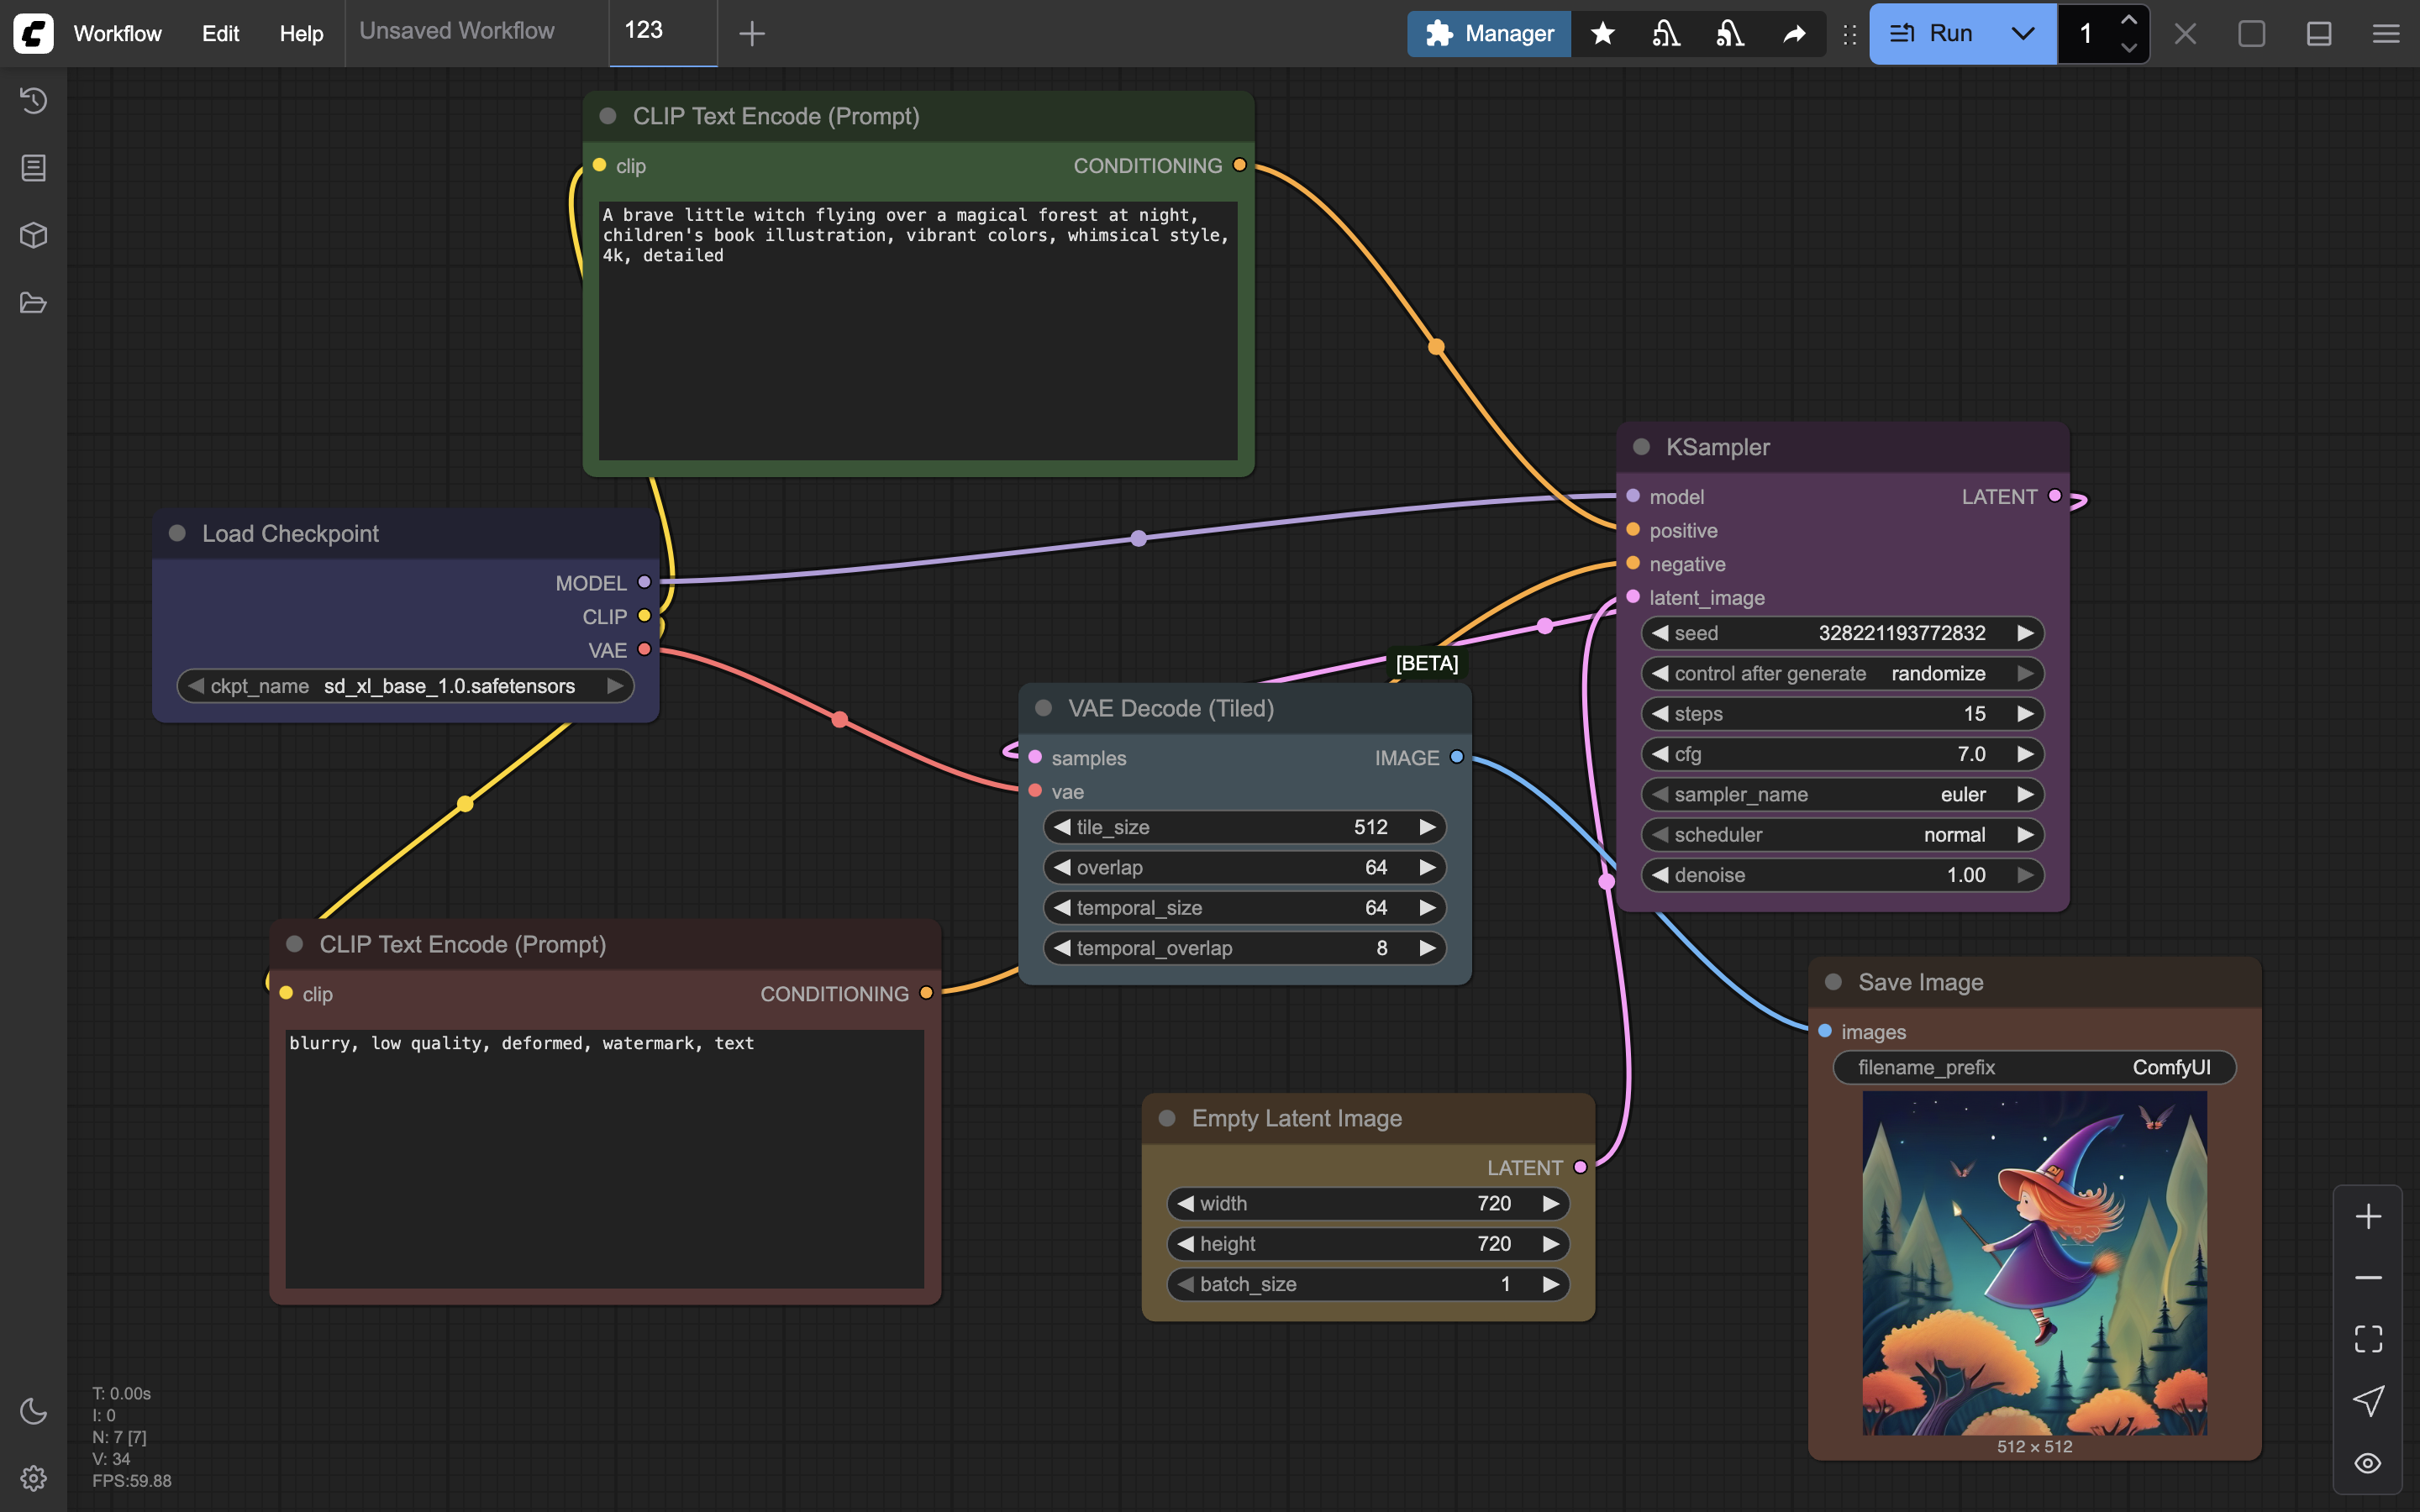 Workflow Edit Help Unsaved Workflow 123 Manager Run 1
CLIP Text Encode (Prompt)
clip CONDITIONING
A brave little witch flying over a magical forest at night,
children's book illustration, vibrant colors, whimsical style,
4k, detailed
Load Checkpoint
MODEL
CLIP
VAE
ckpt_name sd_xl_base_1.0.safetensors
KSampler
model LATENT
positive
negative
latent_image
seed 328221193772832
control after generate randomize
steps 15
cfg 7.0
sampler_name euler
scheduler normal
denoise 1.00
[BETA]
VAE Decode (Tiled)
samples IMAGE
vae
tile_size 512
overlap 64
temporal_size 64
temporal_overlap 8
CLIP Text Encode (Prompt)
clip CONDITIONING
blurry, low quality, deformed, watermark, text
Empty Latent Image
LATENT
width 720
height 720
batch_size 1
Save Image
images
filename_prefix ComfyUI
512 × 512
T: 0.00s
I: 0
N: 7 [7]
V: 34
FPS:59.88